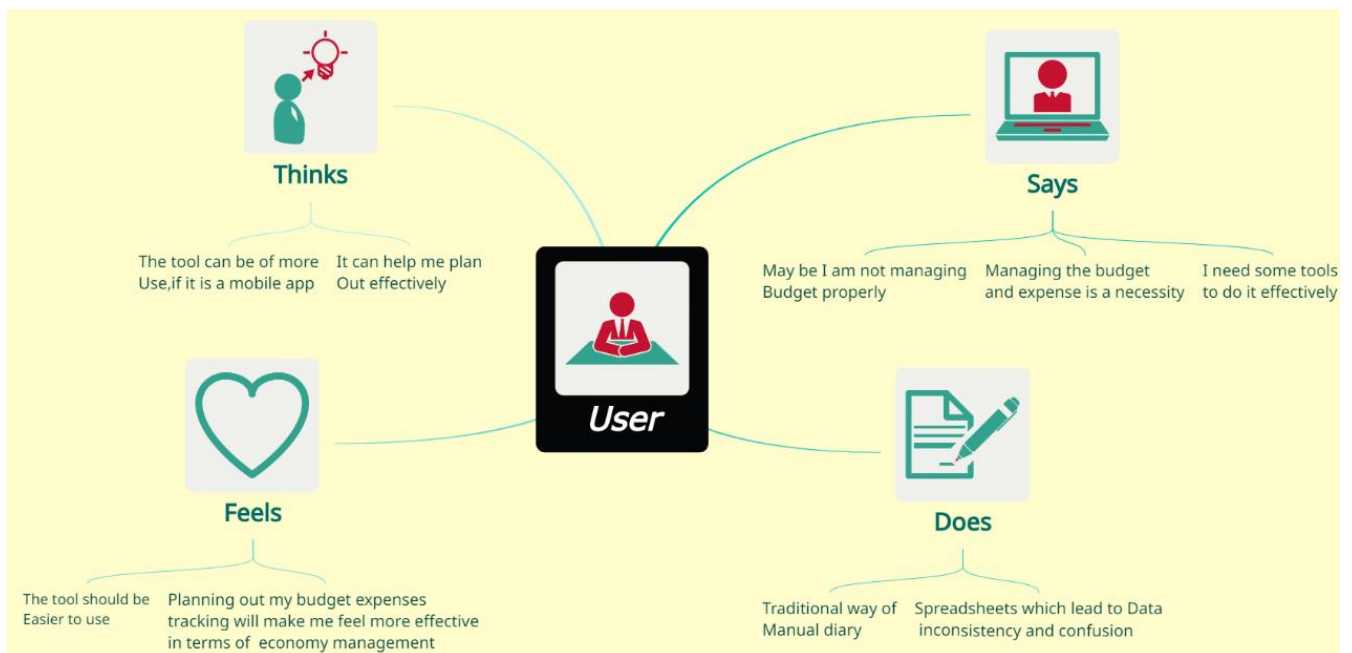 Thinks
The tool can be of more
Use,if it is a mobile app
It can help me plan
Out effectively
Says
May be I am not managing
Budget properly
Managing the budget
and expense is a necessity
I need some tools
to do it effectively
User
Feels
The tool should be
Easier to use
Planning out my budget expenses
tracking will make me feel more effective
in terms of economy management
Does
Traditional way of
Manual diary
Spreadsheets which lead to Data
inconsistency and confusion